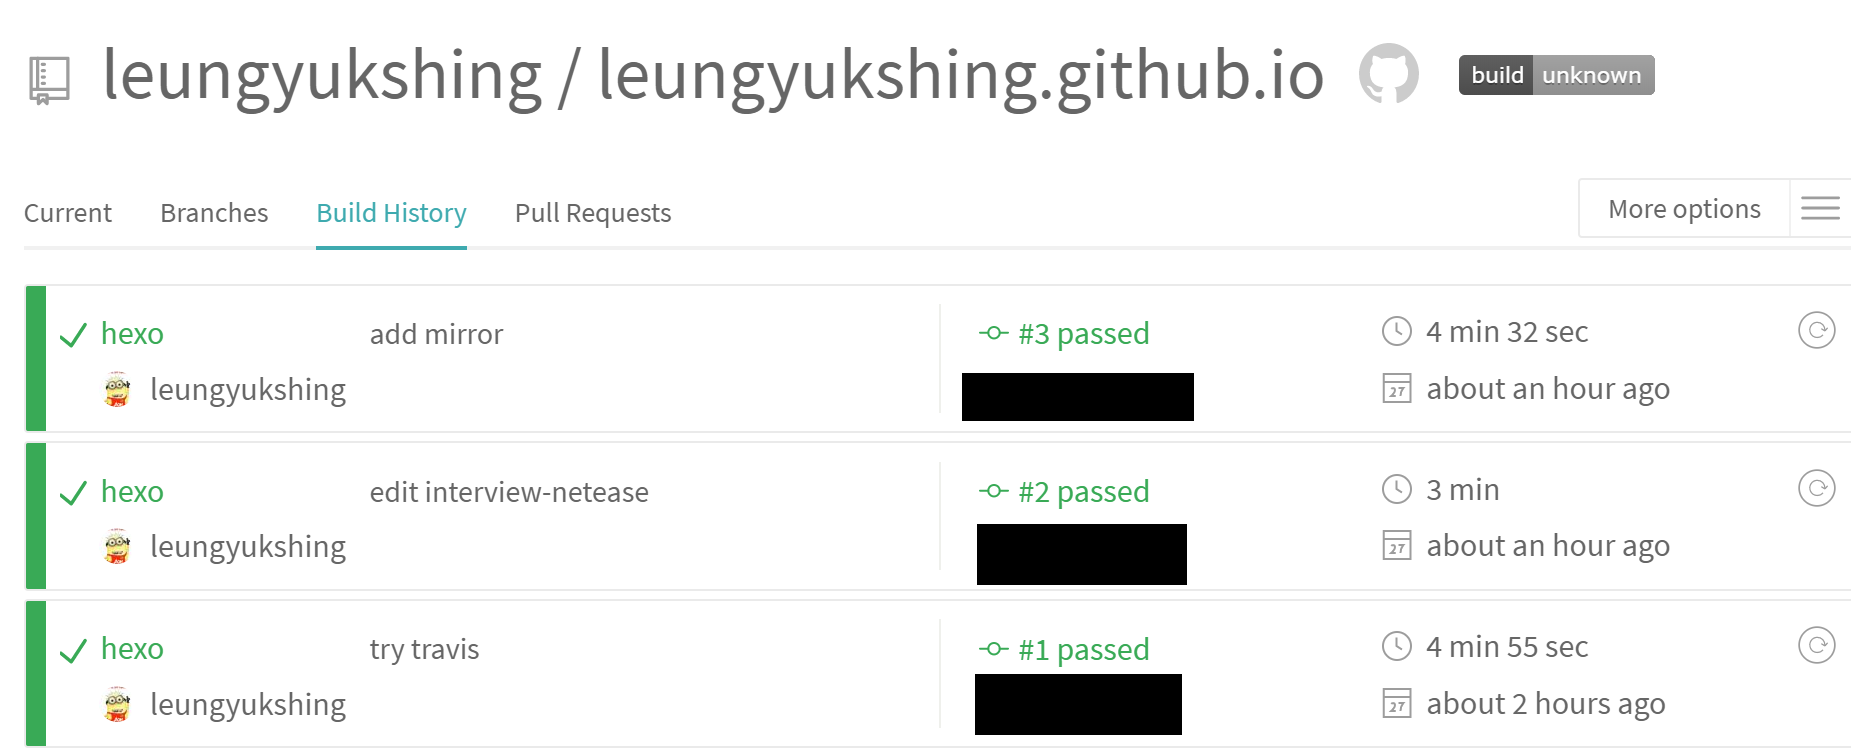 leungyukshing / leungyukshing.github.io build unknown
Current Branches Build History Pull Requests More options
hexo add mirror #3 passed 4 min 32 sec
leungyukshing 27 about an hour ago
hexo edit interview-netease #2 passed 3 min
leungyukshing 27 about an hour ago
hexo try travis #1 passed 4 min 55 sec
leungyukshing 27 about 2 hours ago